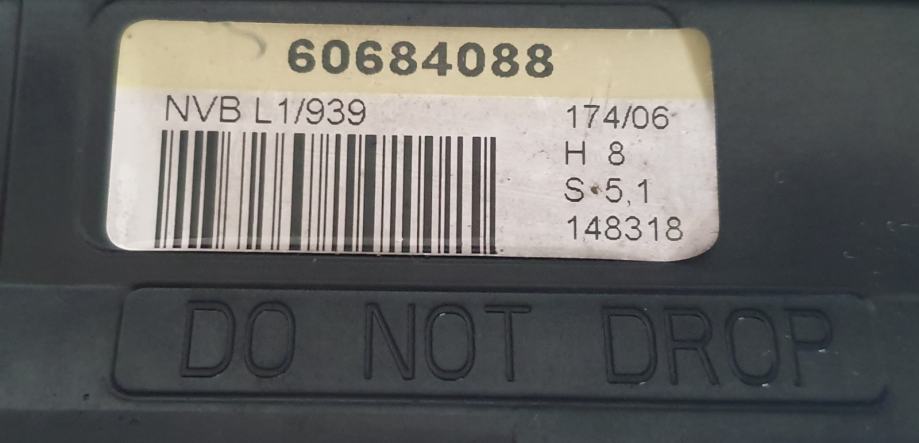 60684088
NVB L1/939
174/06
H 8
S 5,1
148318
DO NOT DROP